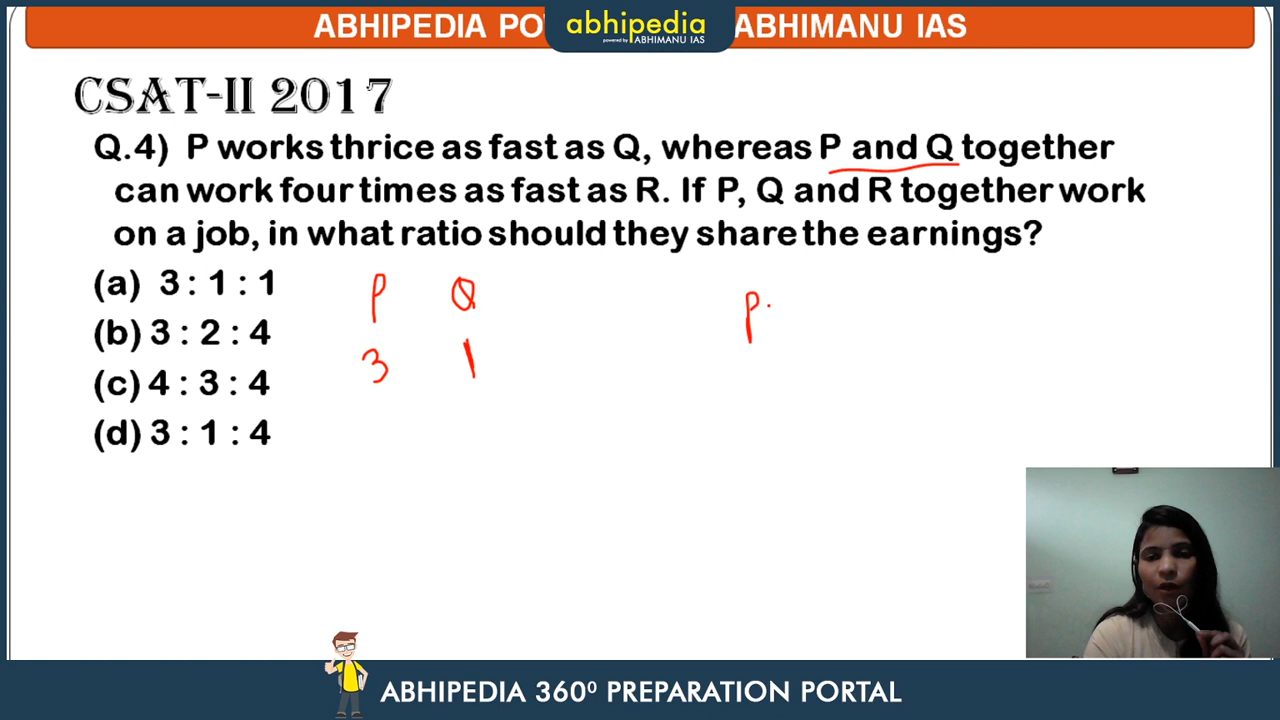 ABHIPEDIA PO
abhipedia
powered by ABHIMANU IAS
ABHIMANU IAS
CSAT-II 2017
Q.4) P works thrice as fast as Q, whereas P and Q together
can work four times as fast as R. If P, Q and R together work
on a job, in what ratio should they share the earnings?
(a) 3 : 1 : 1
(b) 3 : 2 : 4
(c) 4 : 3 : 4
(d) 3 : 1 : 4
P Q
3 1
P
ABHIPEDIA 360⁰ PREPARATION PORTAL